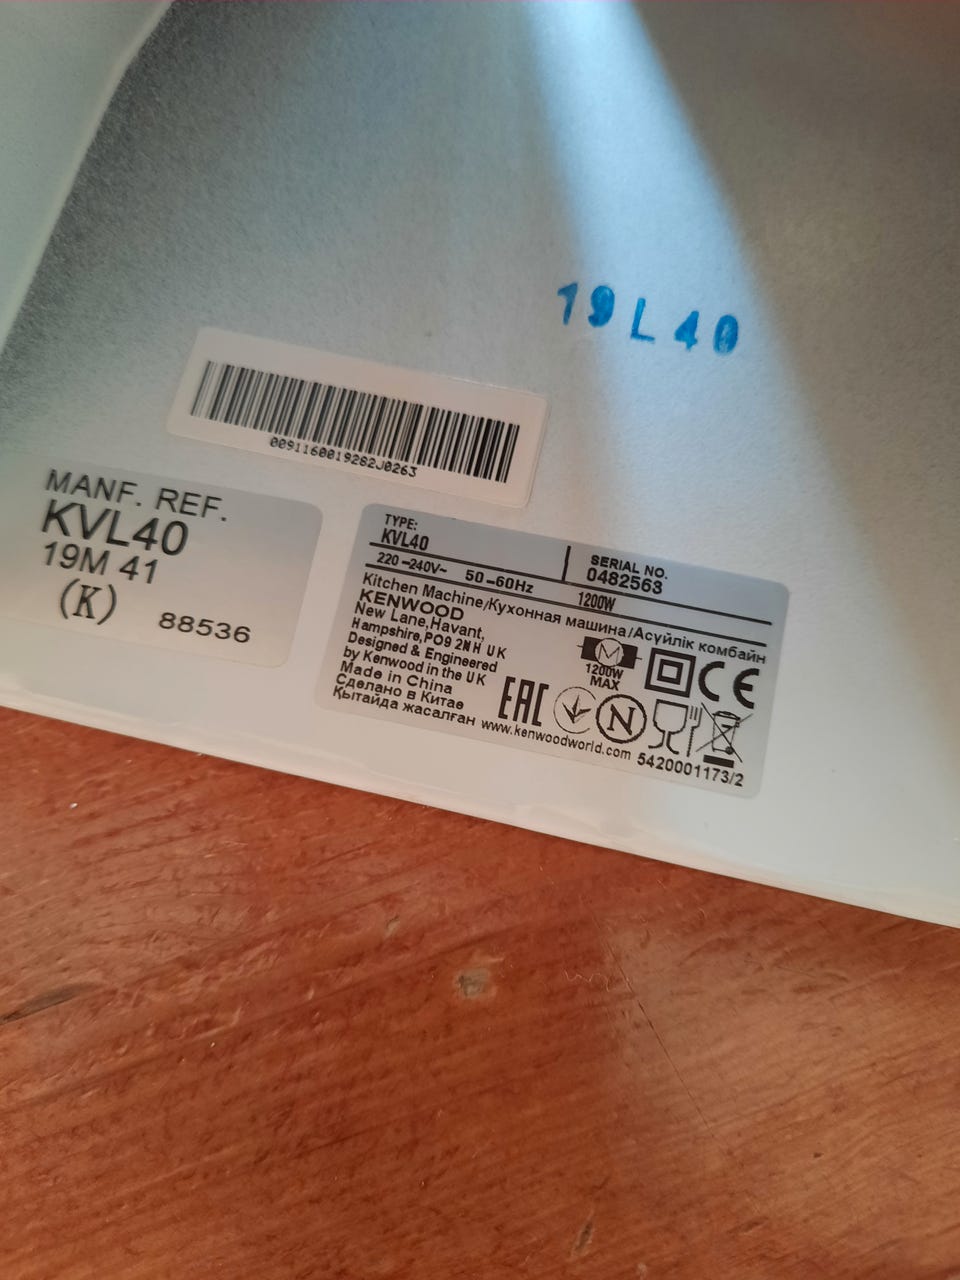 19L40
0091160019282J0263
MANF. REF.
KVL40
19M 41
(K) 88536
TYPE:
KVL40
SERIAL NO.
0482563
220-240V~ 50-60Hz 1200W
Kitchen Machine/Кухонная машина/Асүйлік комбайн
KENWOOD
New Lane, Havant,
Hampshire, PO9 2NH UK
Designed & Engineered
by Kenwood in the UK
Made in China
Сделано в Китае
Қытайда жасалған
M
1200W
MAX
CE
EAC
N
www.kenwoodworld.com
5420001173/2